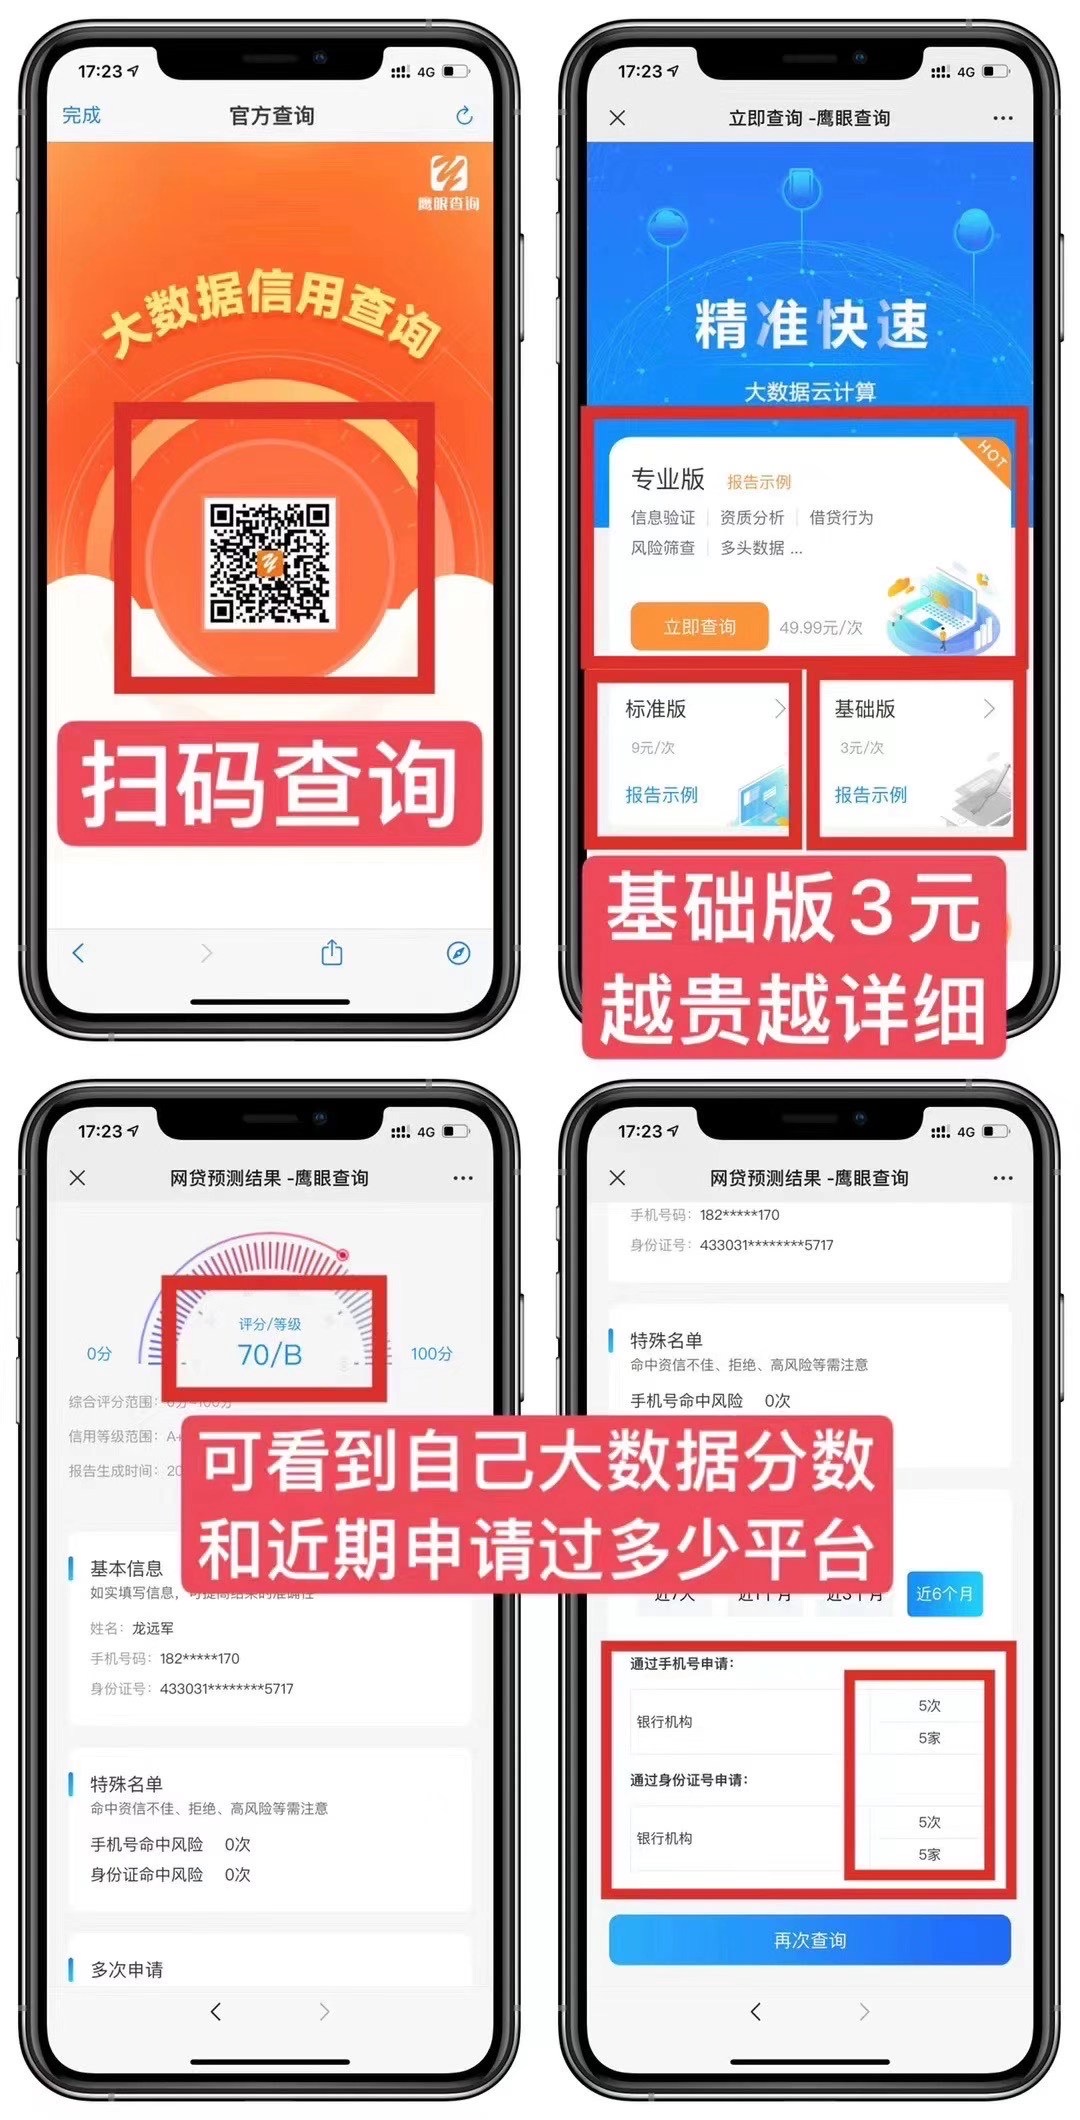 17:23
4G
完成
官方查询
鹰眼查询
大数据信用查询
扫码查询
17:23
4G
立即查询 -鹰眼查询
精准快速
大数据云计算
HOT
专业版 报告示例
信息验证 资质分析 借贷行为
风险筛查 多头数据 ...
立即查询 49.99元/次
标准版
9元/次
报告示例
基础版
3元/次
报告示例
基础版3元
越贵越详细
17:23
4G
网贷预测结果 -鹰眼查询
评分/等级
0分 70/B 100分
综合评分范围: 0分~100分
信用等级范围: A+
报告生成时间: 20
可看到自己大数据分数
和近期申请过多少平台
基本信息
如实填写信息，可提高结果的准确性
姓名: 龙远军
手机号码: 182*****170
身份证号: 433031********5717
特殊名单
命中资信不佳、拒绝、高风险等需注意
手机号命中风险 0次
身份证命中风险 0次
多次申请
17:23
4G
网贷预测结果 -鹰眼查询
手机号码: 182*****170
身份证号: 433031********5717
特殊名单
命中资信不佳、拒绝、高风险等需注意
手机号命中风险 0次
近7天 近1个月 近3个月 近6个月
通过手机号申请:
银行机构
5次
5家
通过身份证号申请:
银行机构
5次
5家
再次查询